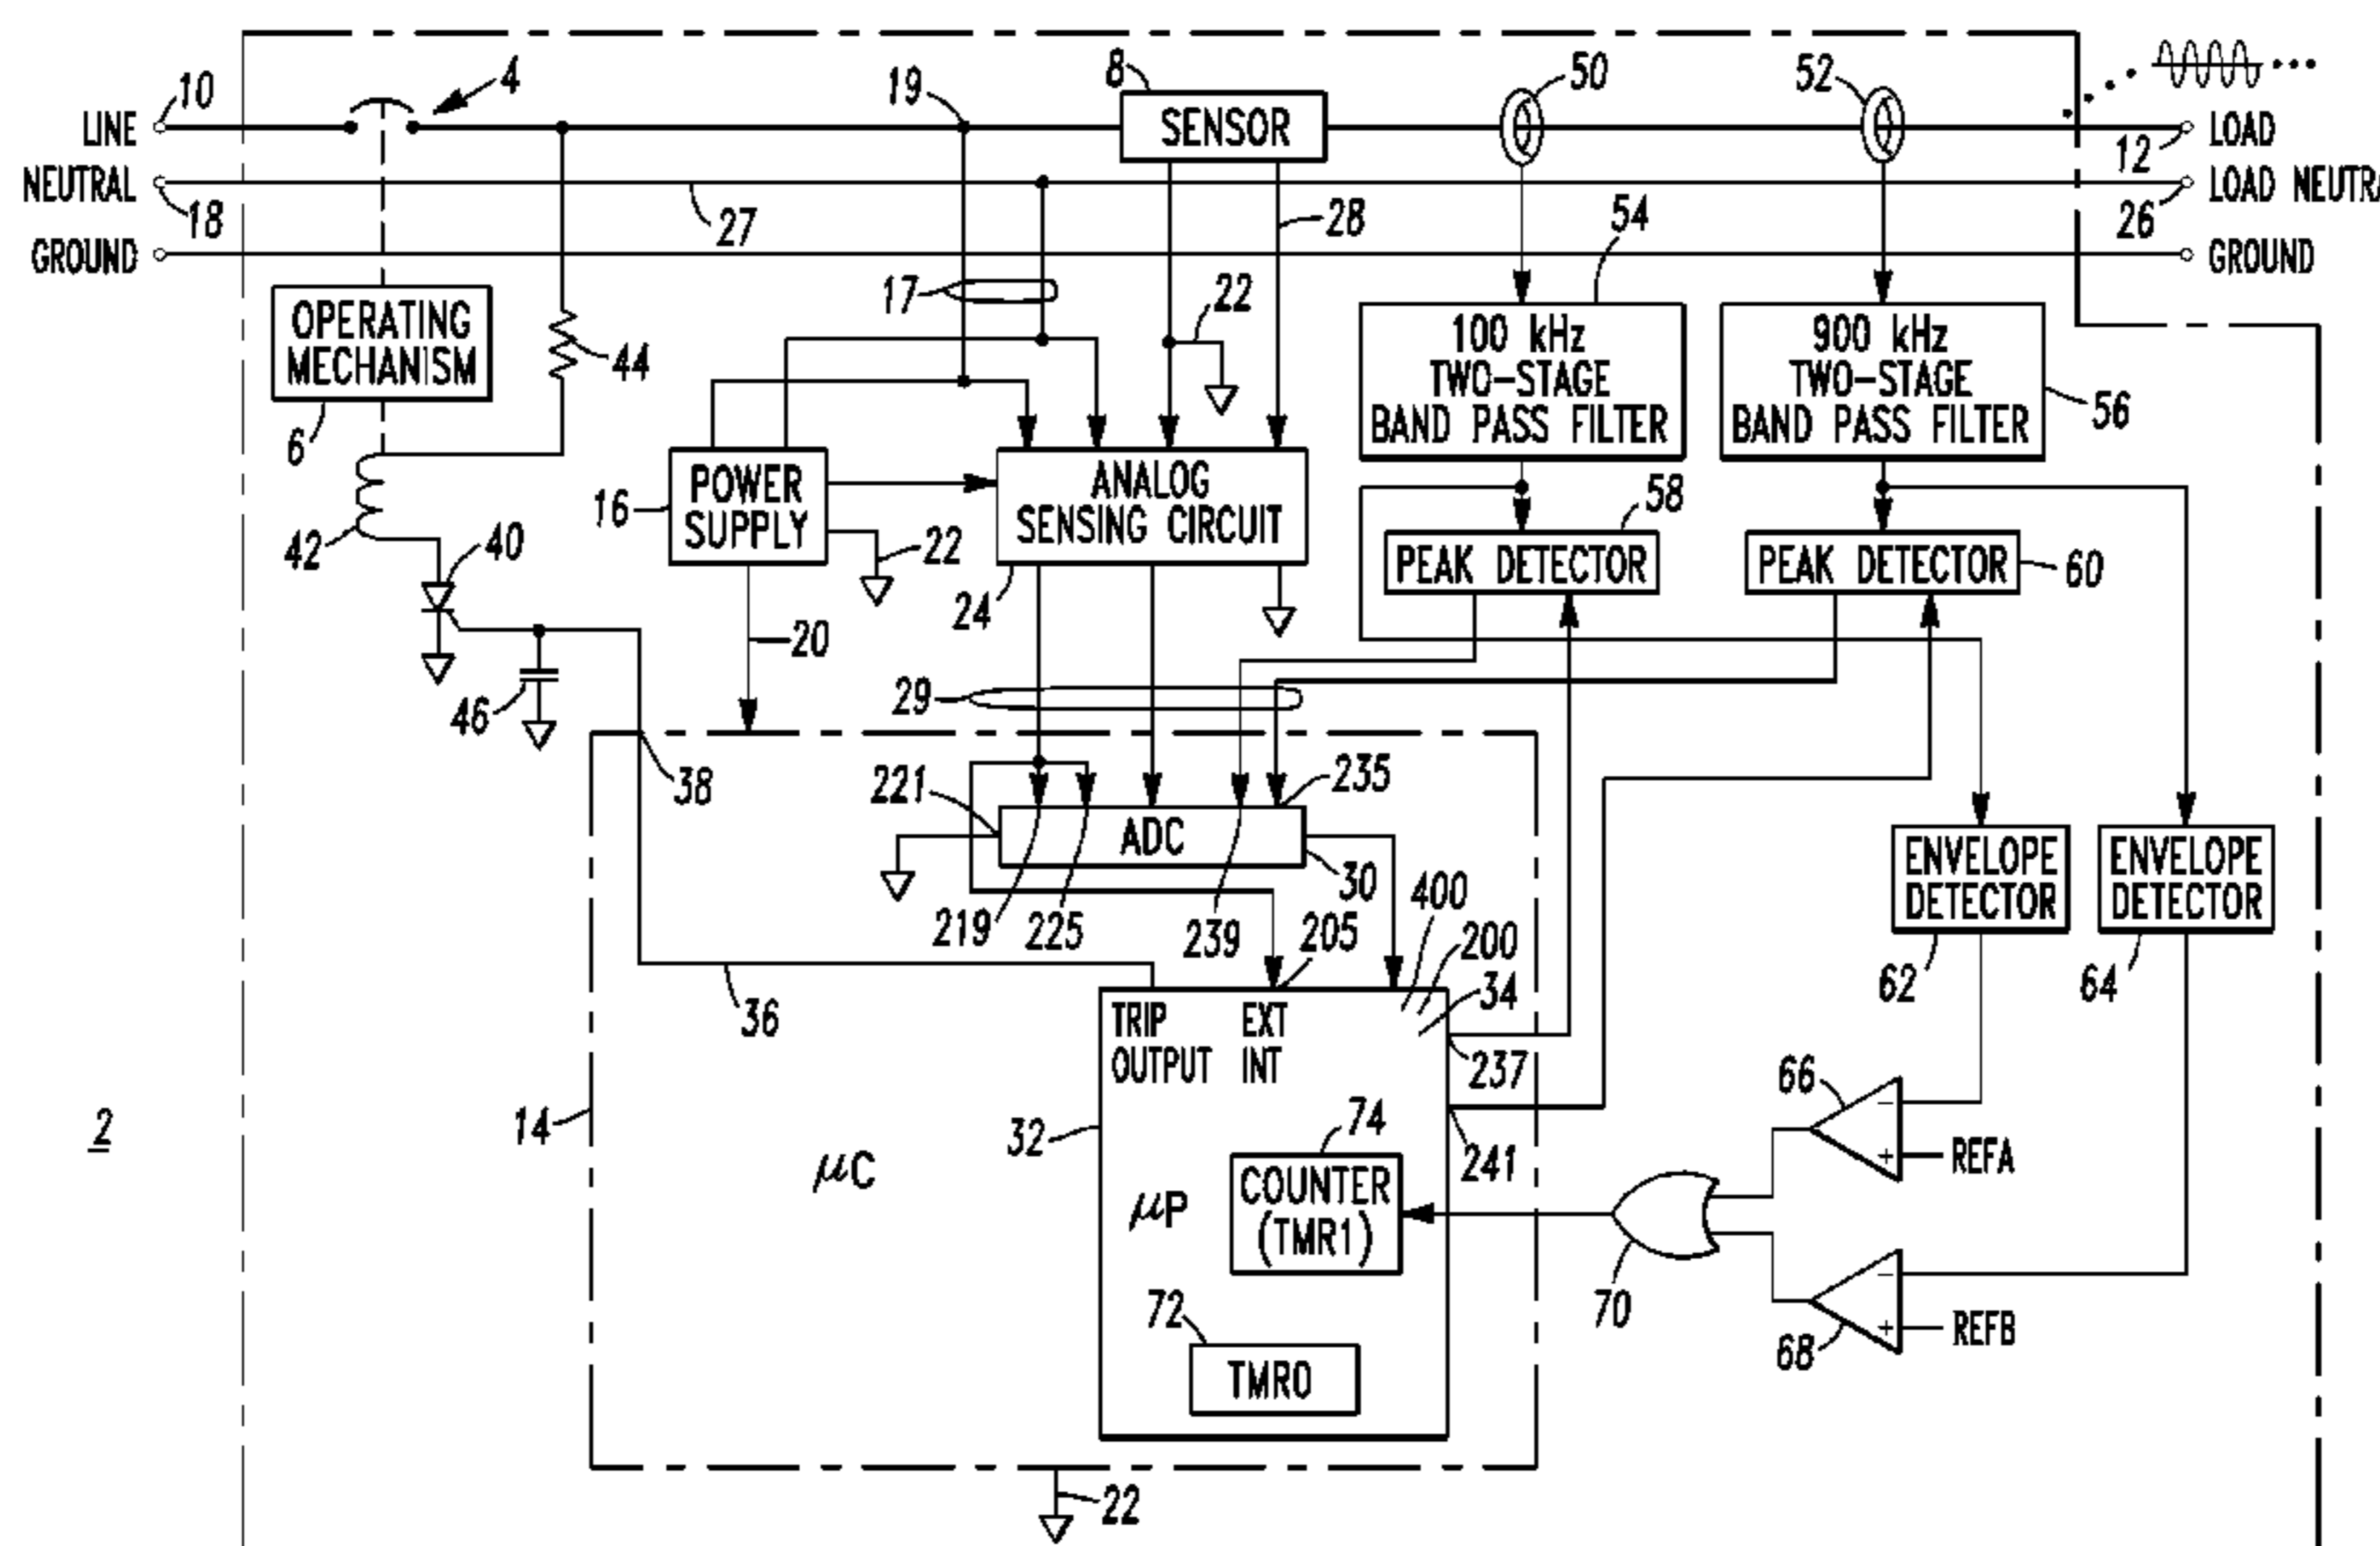 10
4
19
8
50
52
LINE
SENSOR
LOAD
12
NEUTRAL
LOAD NEUTRA
18
27
28
54
26
GROUND
GROUND
17
22
OPERATING
MECHANISM
44
100 kHz
TWO-STAGE
BAND PASS FILTER
900 kHz
TWO-STAGE
BAND PASS FILTER
56
6
16
POWER
SUPPLY
ANALOG
SENSING CIRCUIT
58
42
40
22
PEAK DETECTOR
PEAK DETECTOR
60
24
20
46
29
38
221
235
ADC
30
ENVELOPE
DETECTOR
ENVELOPE
DETECTOR
219
225
239
205
400
200
34
62
64
36
TRIP
OUTPUT
EXT
INT
237
66
2
14
32
74
241
REFA
μC
μP
COUNTER
(TMR1)
70
72
TMR0
68
REFB
22